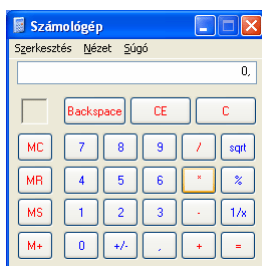 Számológép
Szerkesztés Nézet Súgó
0,
Backspace CE C
MC 7 8 9 / sqrt
MR 4 5 6 * %
MS 1 2 3 - 1/x
M+ 0 +/- , + =